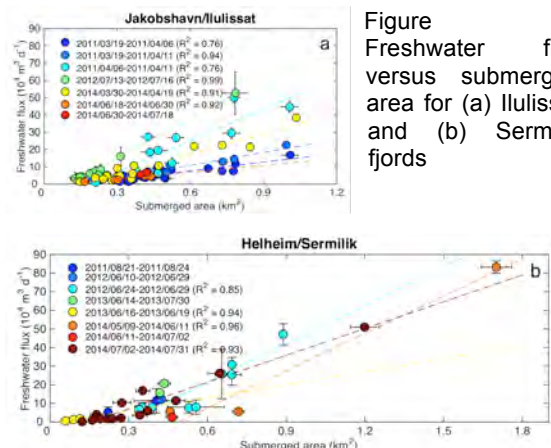 Jakobshavn/Ilulissat
a
2011/03/19-2011/04/06 (R² = 0.76)
2011/03/19-2011/04/11 (R² = 0.94)
2011/04/06-2011/04/11 (R² = 0.76)
2012/07/13-2012/07/16 (R² = 0.99)
2014/03/30-2014/04/19 (R² = 0.91)
2014/06/18-2014/06/30 (R² = 0.92)
2014/06/30-2014/07/18
Freshwater flux (10⁴ m³ d⁻¹)
90
80
70
60
50
40
30
20
10
0
0 0.3 0.6 0.9 1.2
Submerged area (km²)
Figure
Freshwater f
versus submerg
area for (a) Iluliss
and (b) Serm
fjords
Helheim/Sermilik
b
2011/08/21-2011/08/24
2012/06/10-2012/06/29
2012/06/24-2012/06/29 (R² = 0.85)
2013/06/14-2013/07/30
2013/06/16-2013/06/19 (R² = 0.94)
2014/05/09-2014/06/11 (R² = 0.96)
2014/06/11-2014/07/02
2014/07/02-2014/07/31 (R² = 0.93)
Freshwater flux (10⁴ m³ d⁻¹)
90
80
70
60
50
40
30
20
10
0
0 0.3 0.6 0.9 1.2 1.5 1.8
Submerged area (km²)